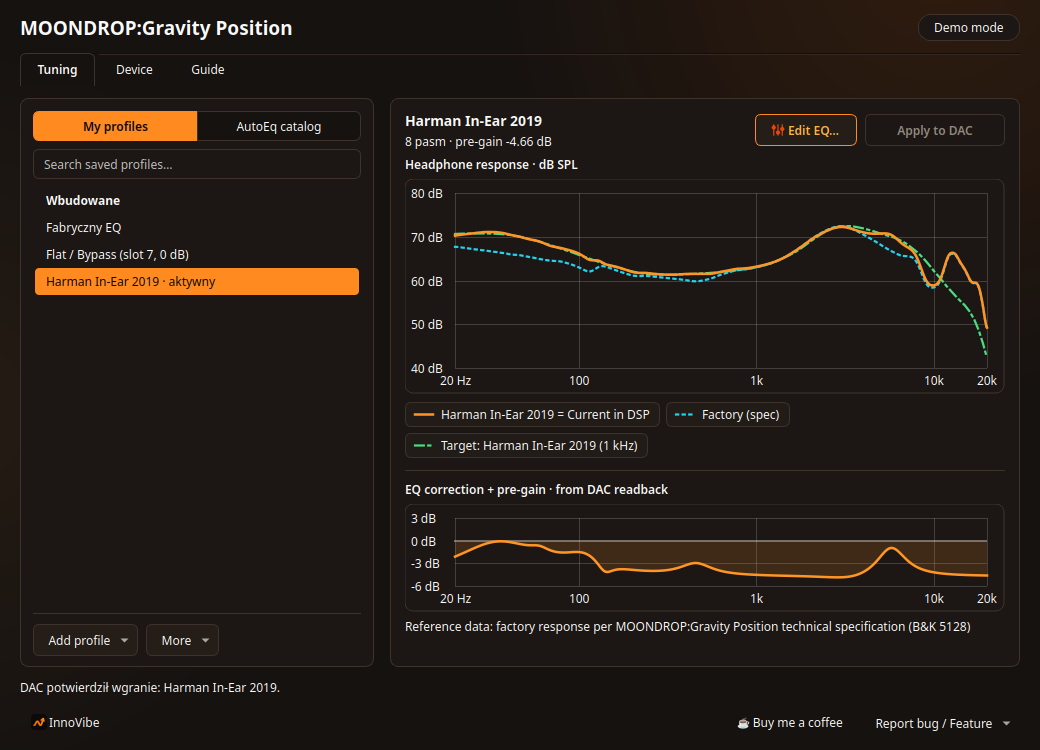 MOONDROP:Gravity Position
Demo mode
Tuning
Device
Guide
My profiles
AutoEq catalog
Search saved profiles...
Wbudowane
Fabryczny EQ
Flat / Bypass (slot 7, 0 dB)
Harman In-Ear 2019 · aktywny
Add profile
More
Harman In-Ear 2019
8 pasm · pre-gain -4.66 dB
Edit EQ...
Apply to DAC
Headphone response · dB SPL
80 dB
70 dB
60 dB
50 dB
40 dB
20 Hz
100
1k
10k
20k
Harman In-Ear 2019 = Current in DSP
Factory (spec)
Target: Harman In-Ear 2019 (1 kHz)
EQ correction + pre-gain · from DAC readback
3 dB
0 dB
-3 dB
-6 dB
20 Hz
100
1k
10k
20k
Reference data: factory response per MOONDROP:Gravity Position technical specification (B&K 5128)
DAC potwierdził wgranie: Harman In-Ear 2019.
InnoVibe
Buy me a coffee
Report bug / Feature